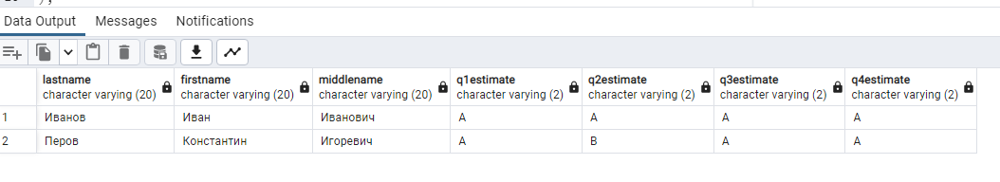 Data Output Messages Notifications
lastname firstname middlename q1estimate q2estimate q3estimate q4estimate
character varying (20) character varying (20) character varying (20) character varying (2) character varying (2) character varying (2) character varying (2)
1 Иванов Иван Иванович A A A A
2 Перов Константин Игоревич A B A A